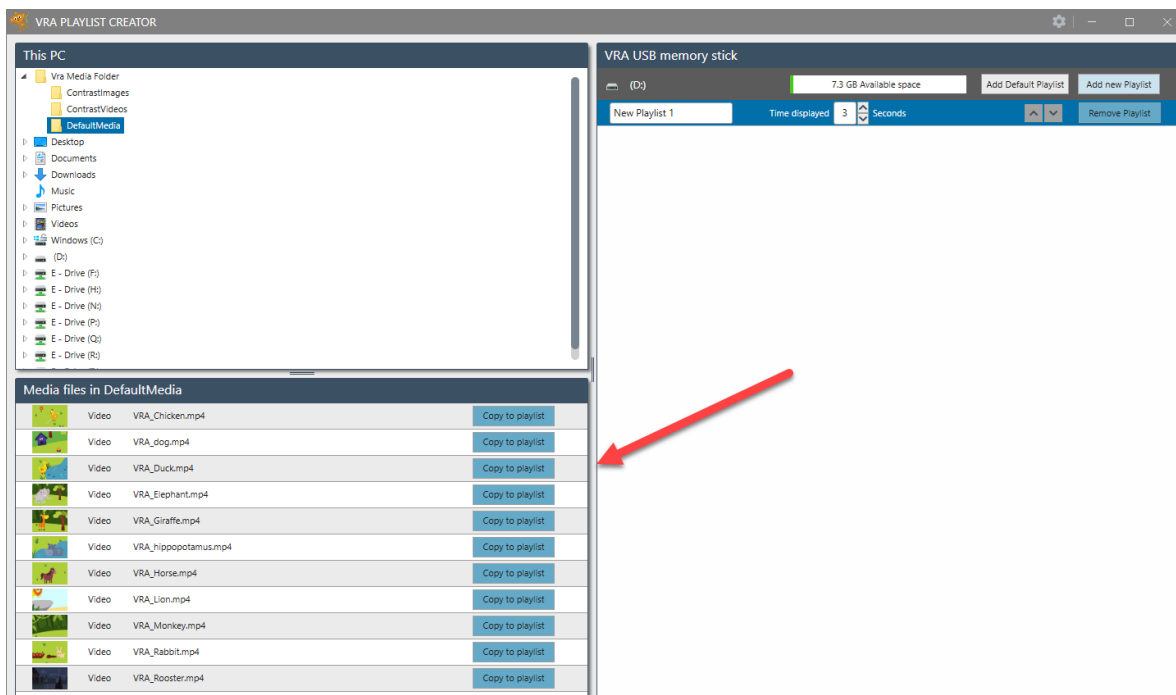 VRA PLAYLIST CREATOR
This PC
Vra Media Folder
ContrastImages
ContrastVideos
DefaultMedia
Desktop
Documents
Downloads
Music
Pictures
Videos
Windows (C:)
(D:)
E - Drive (F:)
E - Drive (H:)
E - Drive (N:)
E - Drive (P:)
E - Drive (Q:)
E - Drive (R:)
Media files in DefaultMedia
Video VRA_Chicken.mp4 Copy to playlist
Video VRA_dog.mp4 Copy to playlist
Video VRA_Duck.mp4 Copy to playlist
Video VRA_Elephant.mp4 Copy to playlist
Video VRA_Giraffe.mp4 Copy to playlist
Video VRA_hippopotamus.mp4 Copy to playlist
Video VRA_Horse.mp4 Copy to playlist
Video VRA_Lion.mp4 Copy to playlist
Video VRA_Monkey.mp4 Copy to playlist
Video VRA_Rabbit.mp4 Copy to playlist
Video VRA_Rooster.mp4 Copy to playlist
VRA USB memory stick
(D:) 7.3 GB Available space Add Default Playlist Add new Playlist
New Playlist 1 Time displayed 3 Seconds Remove Playlist